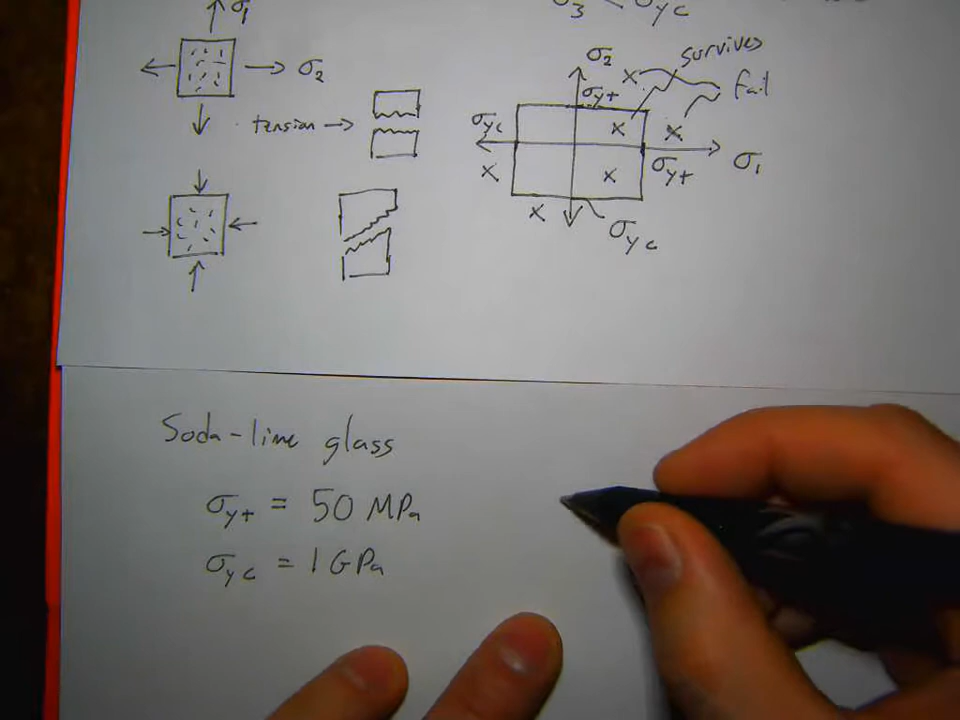 σ₁
σ₃ < σyc
σ₂
tension →
σ₂
survives
fail
σy+
σyc
σ₁
σy+
σyc
Soda-lime glass
σy+ = 50 MPa
σyc = 1 GPa